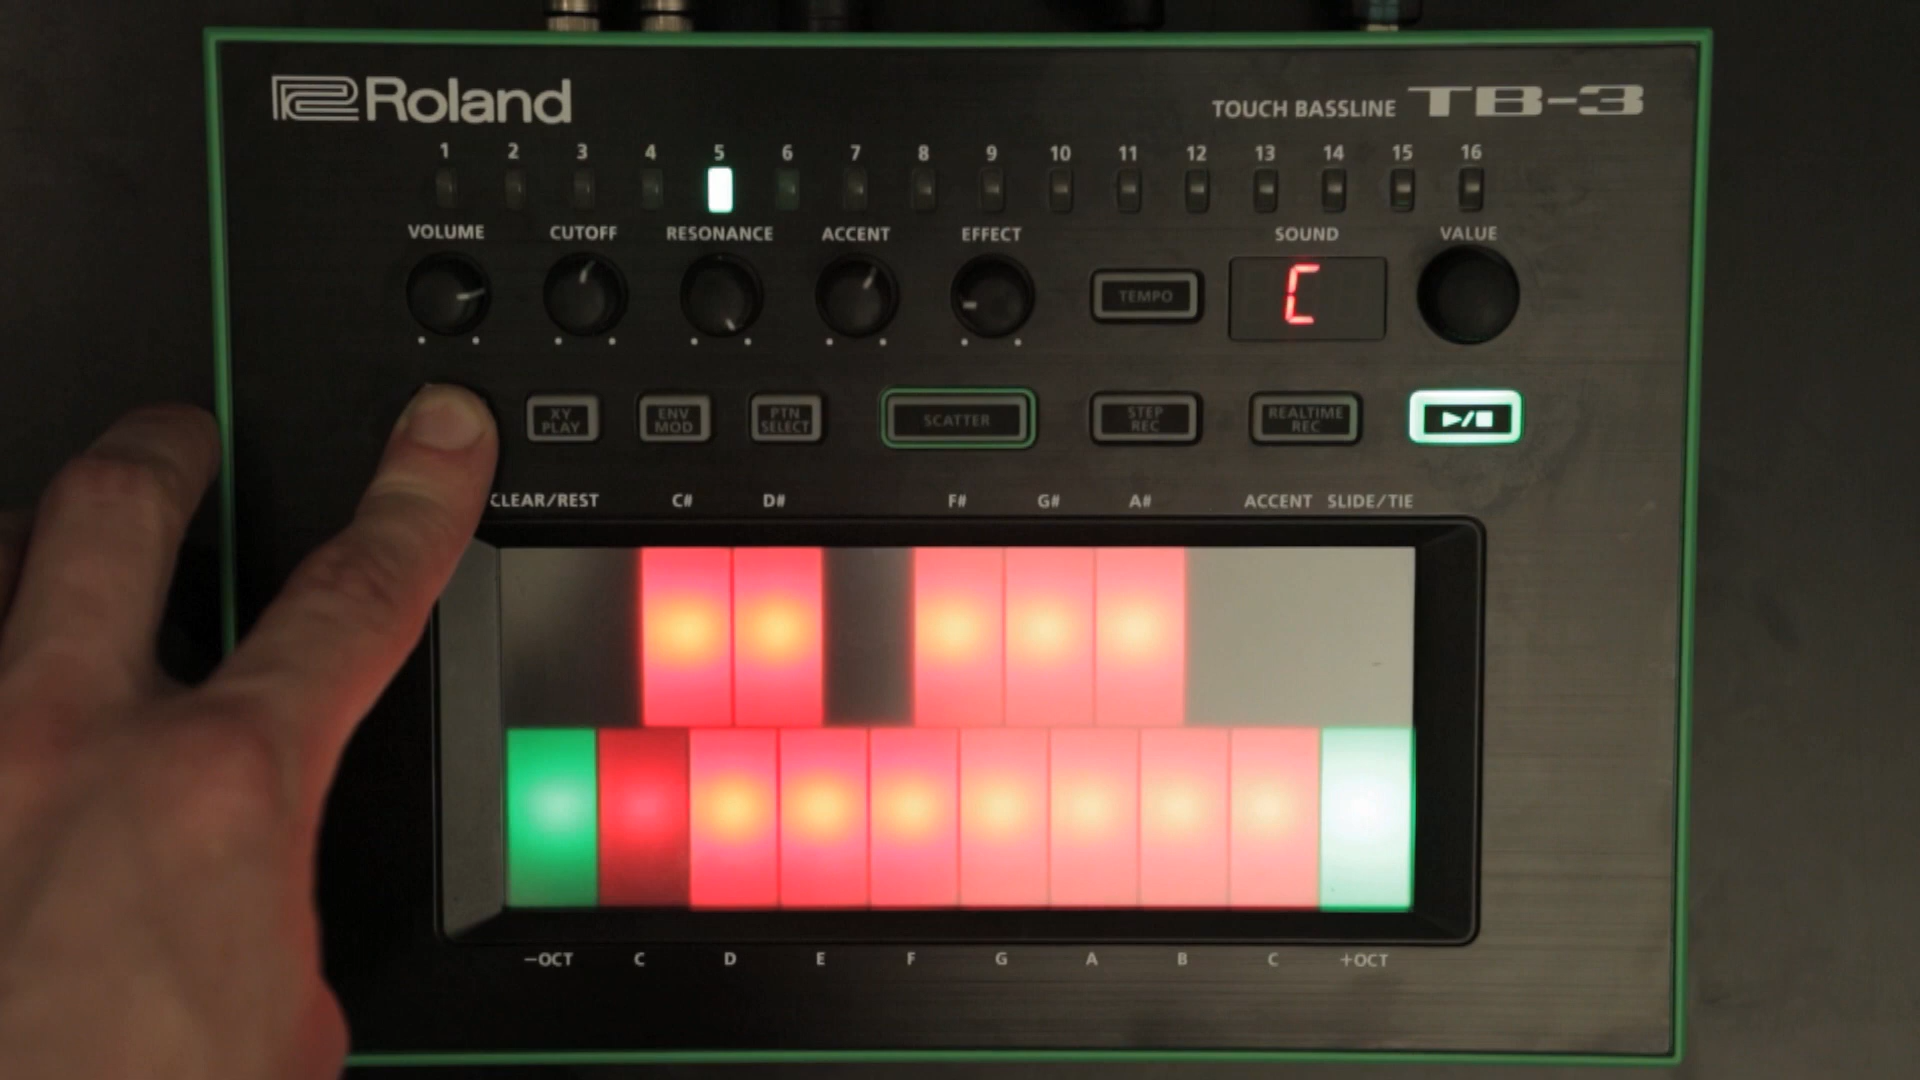 Roland
TOUCH BASSLINE TB-3
1 2 3 4 5 6 7 8 9 10 11 12 13 14 15 16
VOLUME CUTOFF RESONANCE ACCENT EFFECT SOUND VALUE
TEMPO
C
XY PLAY
ENV MOD
PTN SELECT
SCATTER
STEP REC
REALTIME REC
CLEAR/REST C# D# F# G# A# ACCENT SLIDE/TIE
−OCT C D E F G A B C +OCT